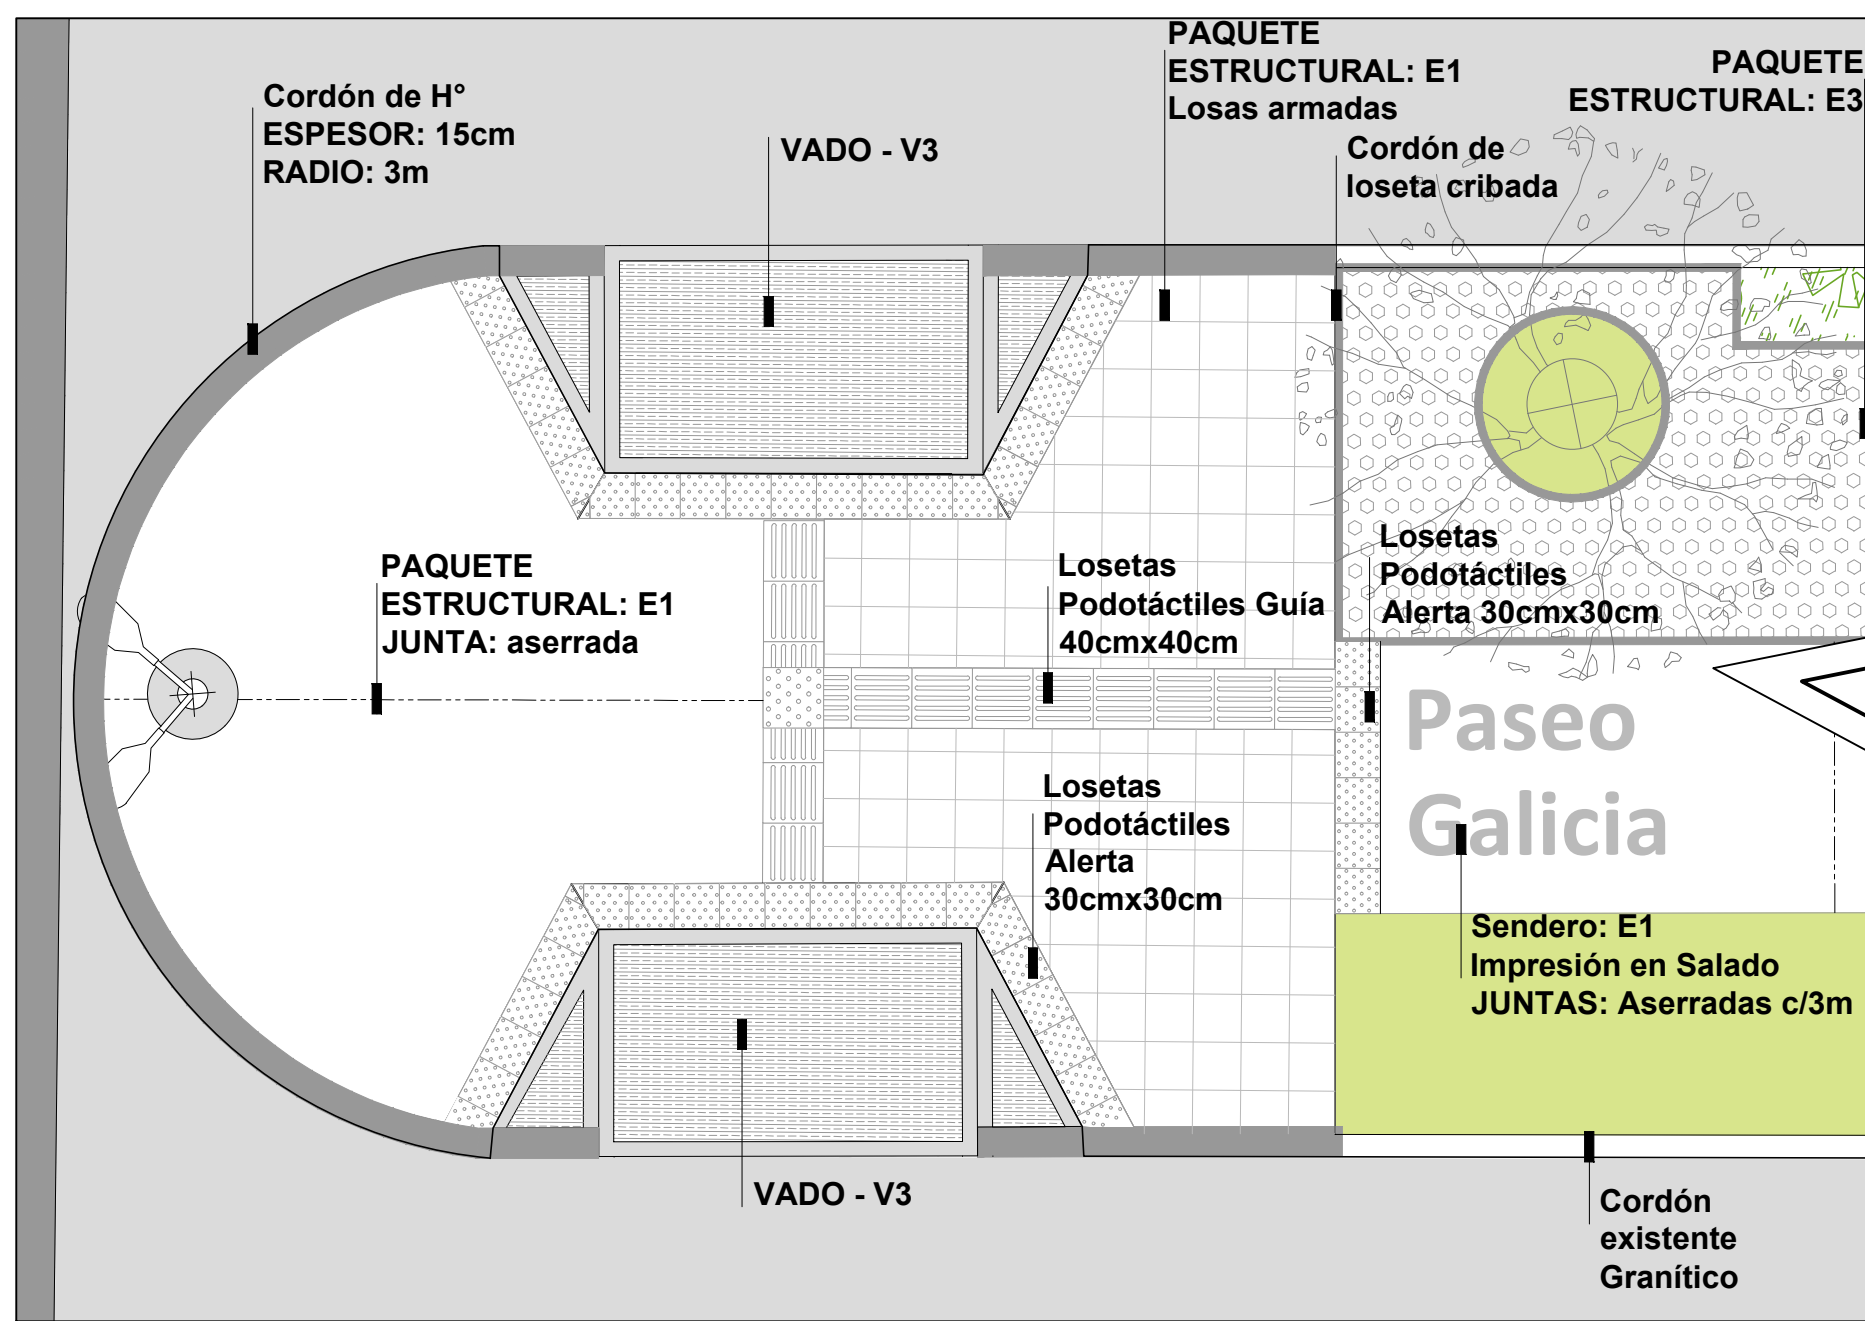 PAQUETE
ESTRUCTURAL: E1
Losas armadas
PAQUETE
ESTRUCTURAL: E3
Cordón de H°
ESPESOR: 15cm
RADIO: 3m
VADO - V3
Cordón de
loseta cribada
PAQUETE
ESTRUCTURAL: E1
JUNTA: aserrada
Losetas
Podotáctiles Guía
40cmx40cm
Losetas
Podotáctiles
Alerta 30cmx30cm
Paseo
Galicia
Losetas
Podotáctiles
Alerta
30cmx30cm
Sendero: E1
Impresión en Salado
JUNTAS: Aserradas c/3m
VADO - V3
Cordón
existente
Granítico